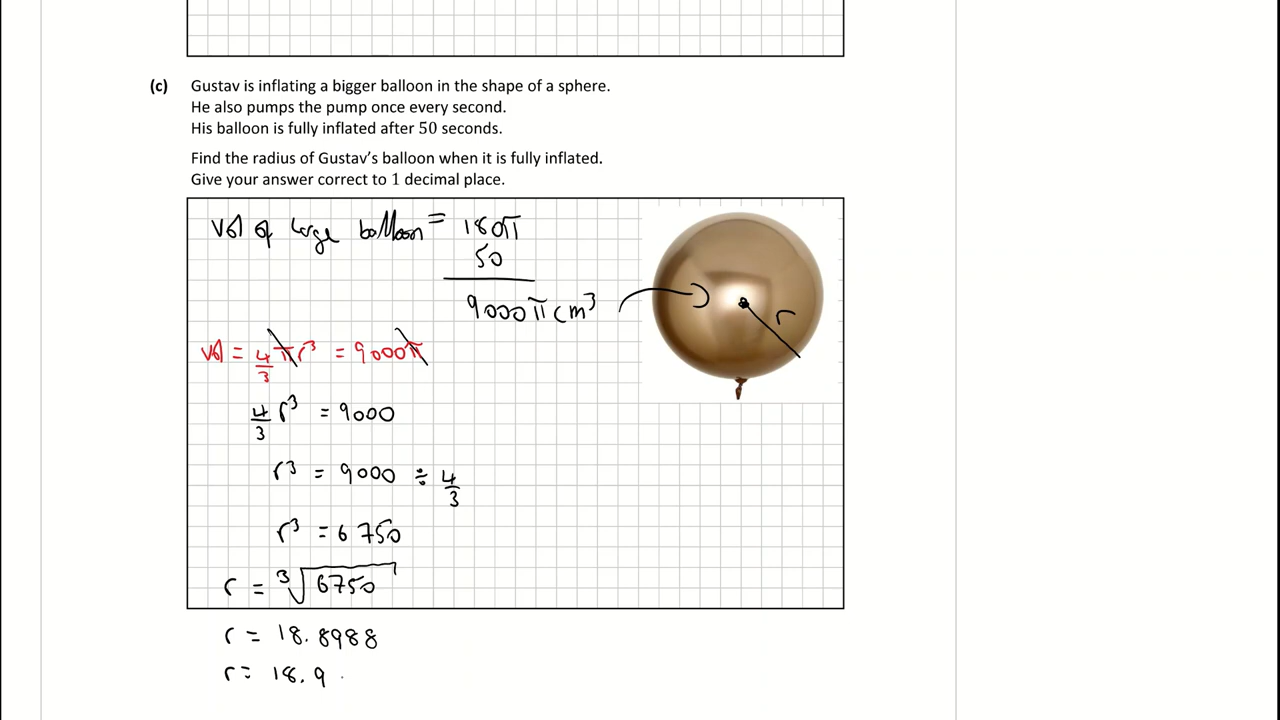 (c) Gustav is inflating a bigger balloon in the shape of a sphere.
He also pumps the pump once every second.
His balloon is fully inflated after 50 seconds.
Find the radius of Gustav's balloon when it is fully inflated.
Give your answer correct to 1 decimal place.
Vol of large balloon = 180π
50
9000π cm³
r
Vol = 4/3 π r³ = 9000π
4/3 r³ = 9000
r³ = 9000 ÷ 4/3
r³ = 6750
r = ³√6750
r = 18.8988
r = 18.9